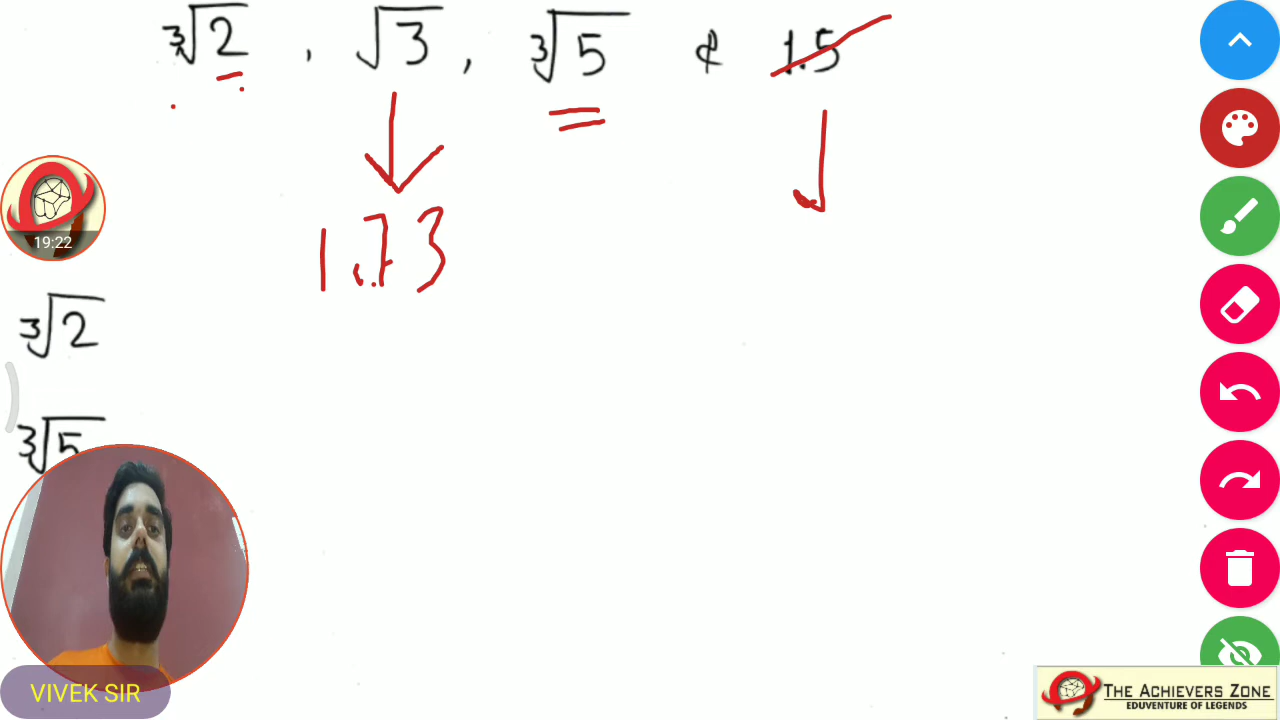 ∛2 , √3 , ∛5 & 1.5
1.73
19:22
∛2
∛5
VIVEK SIR
THE ACHIEVERS ZONE
EDUVENTURE OF LEGENDS